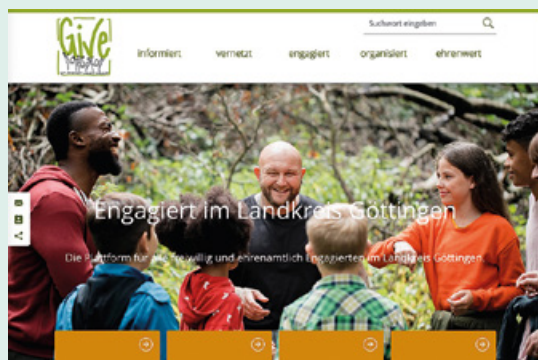 Give
Suchwort eingeben
informiert vernetzt engagiert organisiert ehrenwert
Engagiert im Landkreis Göttingen
Die Plattform für alle freiwillig und ehrenamtlich Engagierten im Landkreis Göttingen.